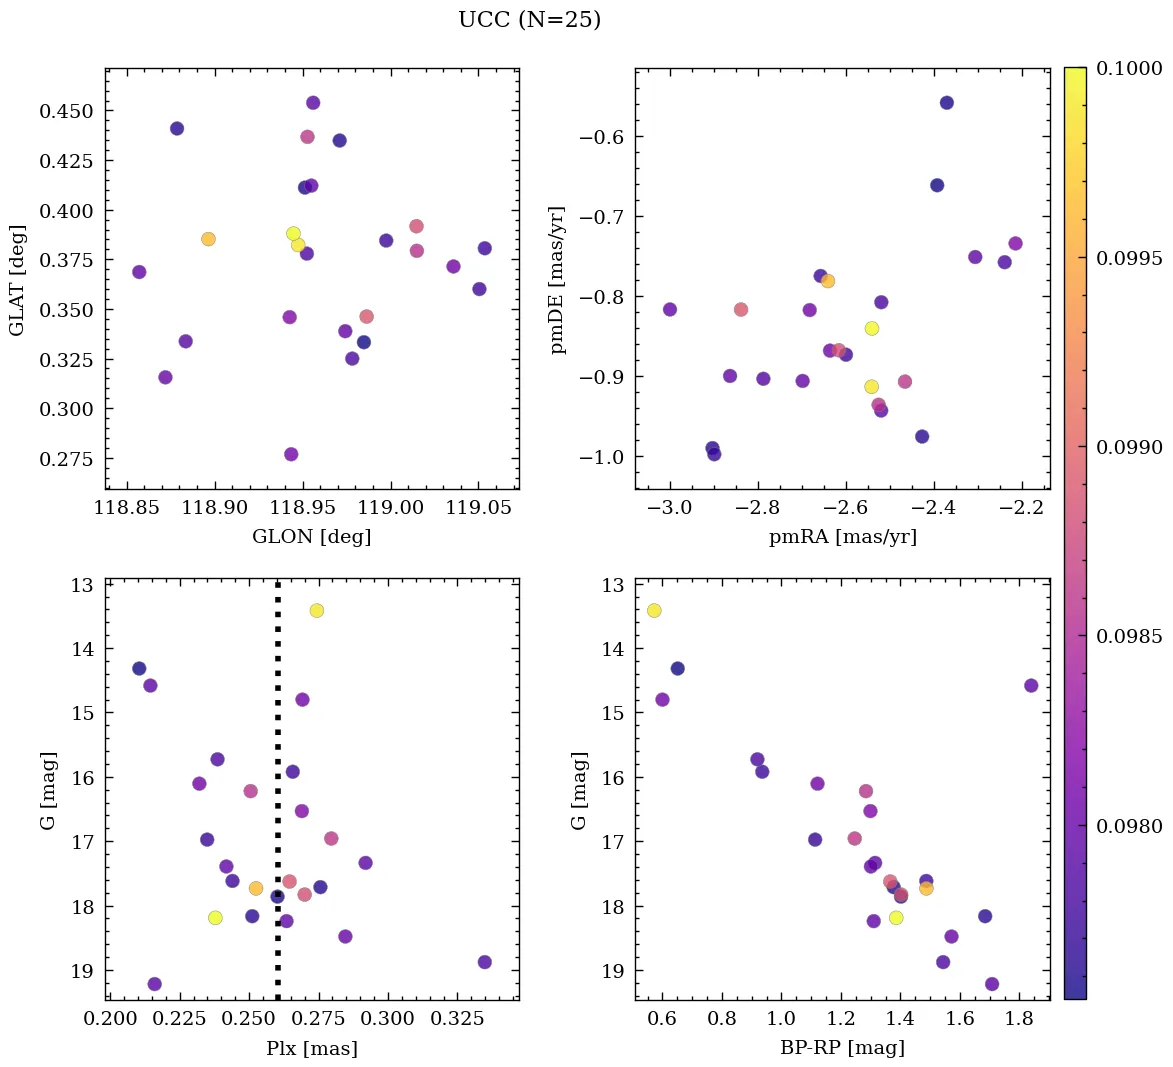 UCC (N=25)
0.450
0.425
0.400
0.375
0.350
0.325
0.300
0.275
GLAT [deg]
118.85 118.90 118.95 119.00 119.05
GLON [deg]
−0.6
−0.7
−0.8
−0.9
−1.0
pmDE [mas/yr]
−3.0 −2.8 −2.6 −2.4 −2.2
pmRA [mas/yr]
0.1000
0.0995
0.0990
0.0985
0.0980
13
14
15
16
17
18
19
G [mag]
0.200 0.225 0.250 0.275 0.300 0.325
Plx [mas]
13
14
15
16
17
18
19
G [mag]
0.6 0.8 1.0 1.2 1.4 1.6 1.8
BP-RP [mag]